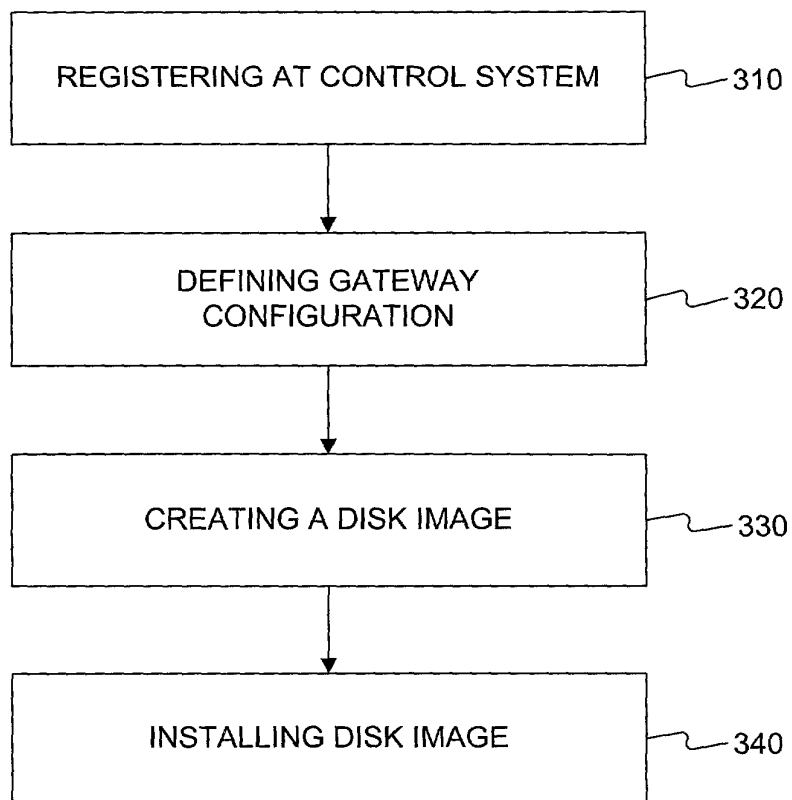 REGISTERING AT CONTROL SYSTEM
310
DEFINING GATEWAY
CONFIGURATION
320
CREATING A DISK IMAGE
330
INSTALLING DISK IMAGE
340